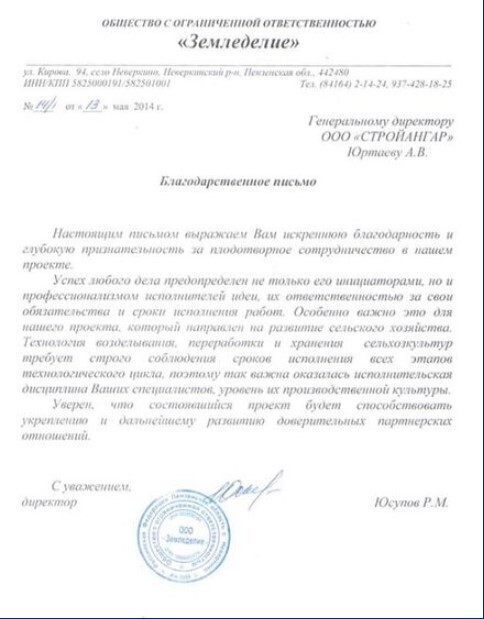 ОБЩЕСТВО С ОГРАНИЧЕННОЙ ОТВЕТСТВЕННОСТЬЮ
«Земледелие»
ул. Кирова, 94, село Неверкино, Неверкинский р-н, Пензенская обл., 442480
ИНН/КПП 5825000191/582501001 Тел. (84164) 2-14-24, 937-428-18-25
№ 14/1 от «13» мая 2014 г.
Генеральному директору
ООО «СТРОЙАНГАР»
Юртаеву А.В.
Благодарственное письмо
Настоящим письмом выражаем Вам искреннюю благодарность и
глубокую признательность за плодотворное сотрудничество в нашем
проекте.
Успех любого дела предопределен не только его инициаторами, но и
профессионализмом исполнителей идеи, их ответственностью за свои
обязательства и сроки исполнения работ. Особенно важно это для
нашего проекта, который направлен на развитие сельского хозяйства.
Технология возделывания, переработки и хранения сельхозкультур
требует строго соблюдения сроков исполнения всех этапов
технологического цикла, поэтому так важна оказалась исполнительская
дисциплина Ваших специалистов, уровень их производственной культуры.
Уверен, что состоявшийся проект будет способствовать
укреплению и дальнейшему развитию доверительных партнерских
отношений.
С уважением,
директор Юсупов Р.М.
ООО
«Земледелие»